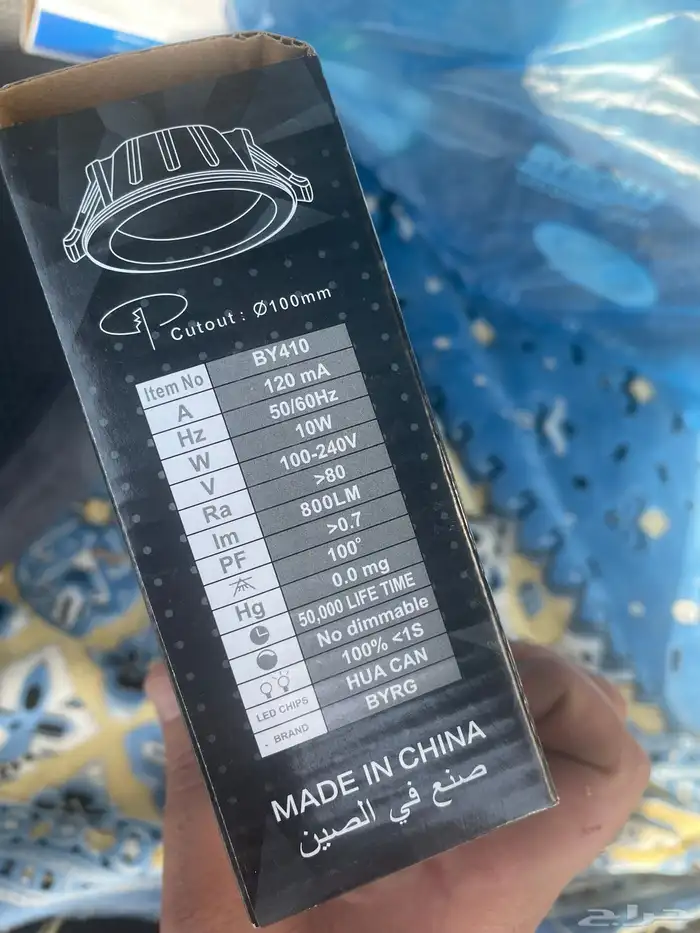 Cutout : Ø100mm
Item No BY410
A 120 mA
Hz 50/60Hz
W 10W
V 100-240V
Ra >80
lm 800LM
PF >0.7
100°
Hg 0.0 mg
50,000 LIFE TIME
No dimmable
100% <1S
LED CHIPS HUA CAN
BRAND BYRG
MADE IN CHINA
صنع في الصين
حراج